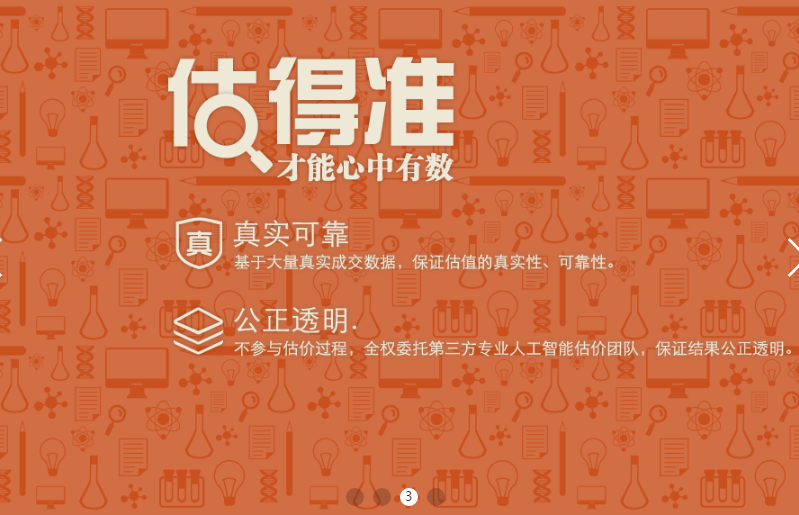 估得准
才能心中有数
真
真实可靠
基于大量真实成交数据，保证估值的真实性、可靠性。
公正透明.
不参与估价过程，全权委托第三方专业人工智能估价团队，保证结果公正透明。
3